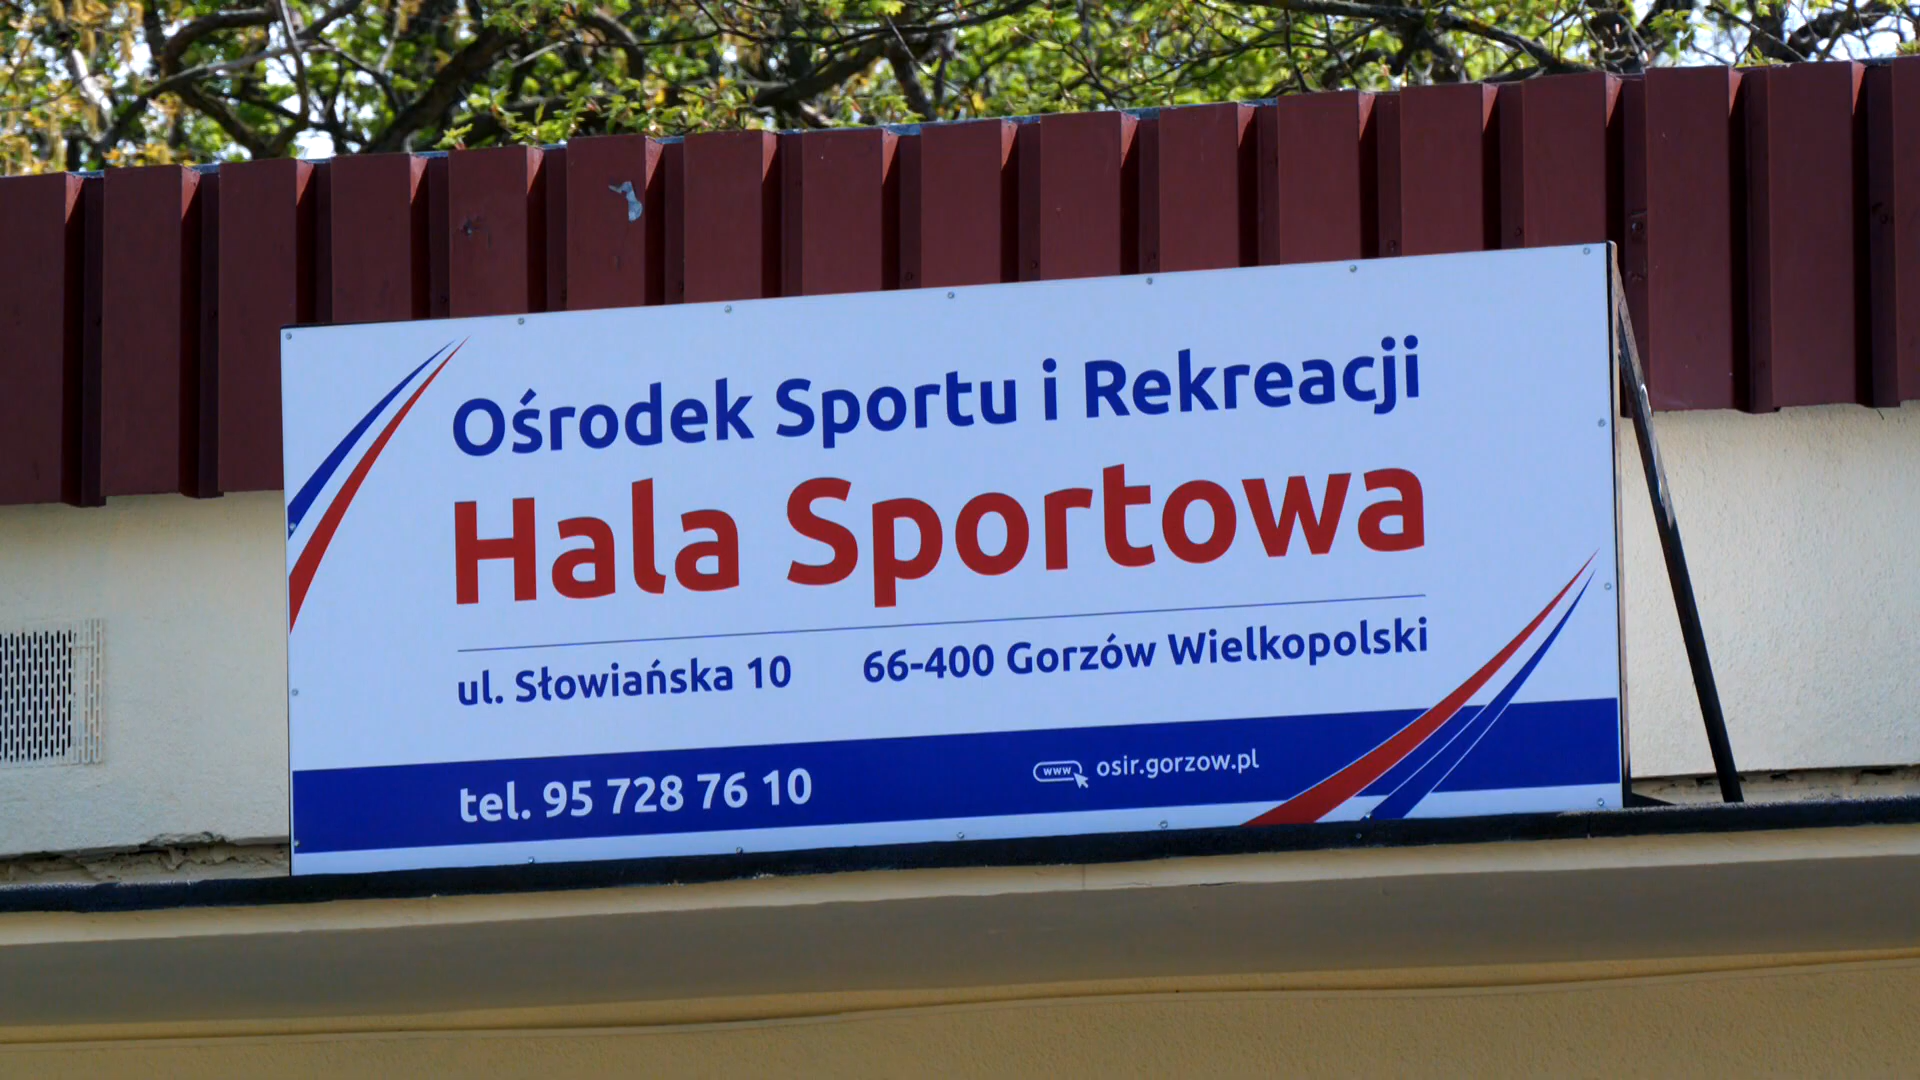 Ośrodek Sportu i Rekreacji
Hala Sportowa
ul. Słowiańska 10 66-400 Gorzów Wielkopolski
tel. 95 728 76 10 www osir.gorzow.pl